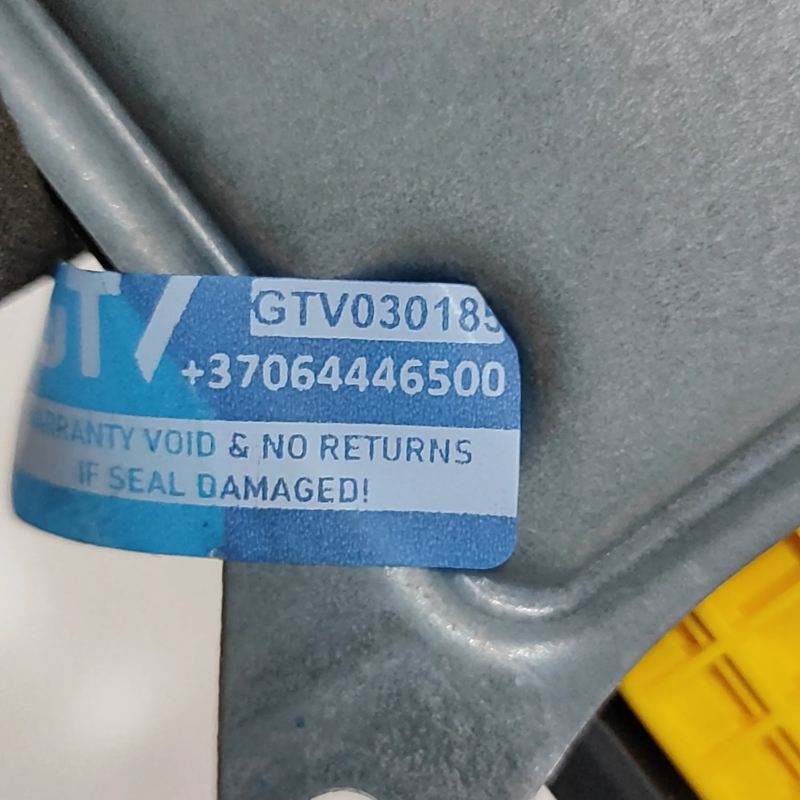 GTV030185
+37064446500
WARRANTY VOID & NO RETURNS
IF SEAL DAMAGED!